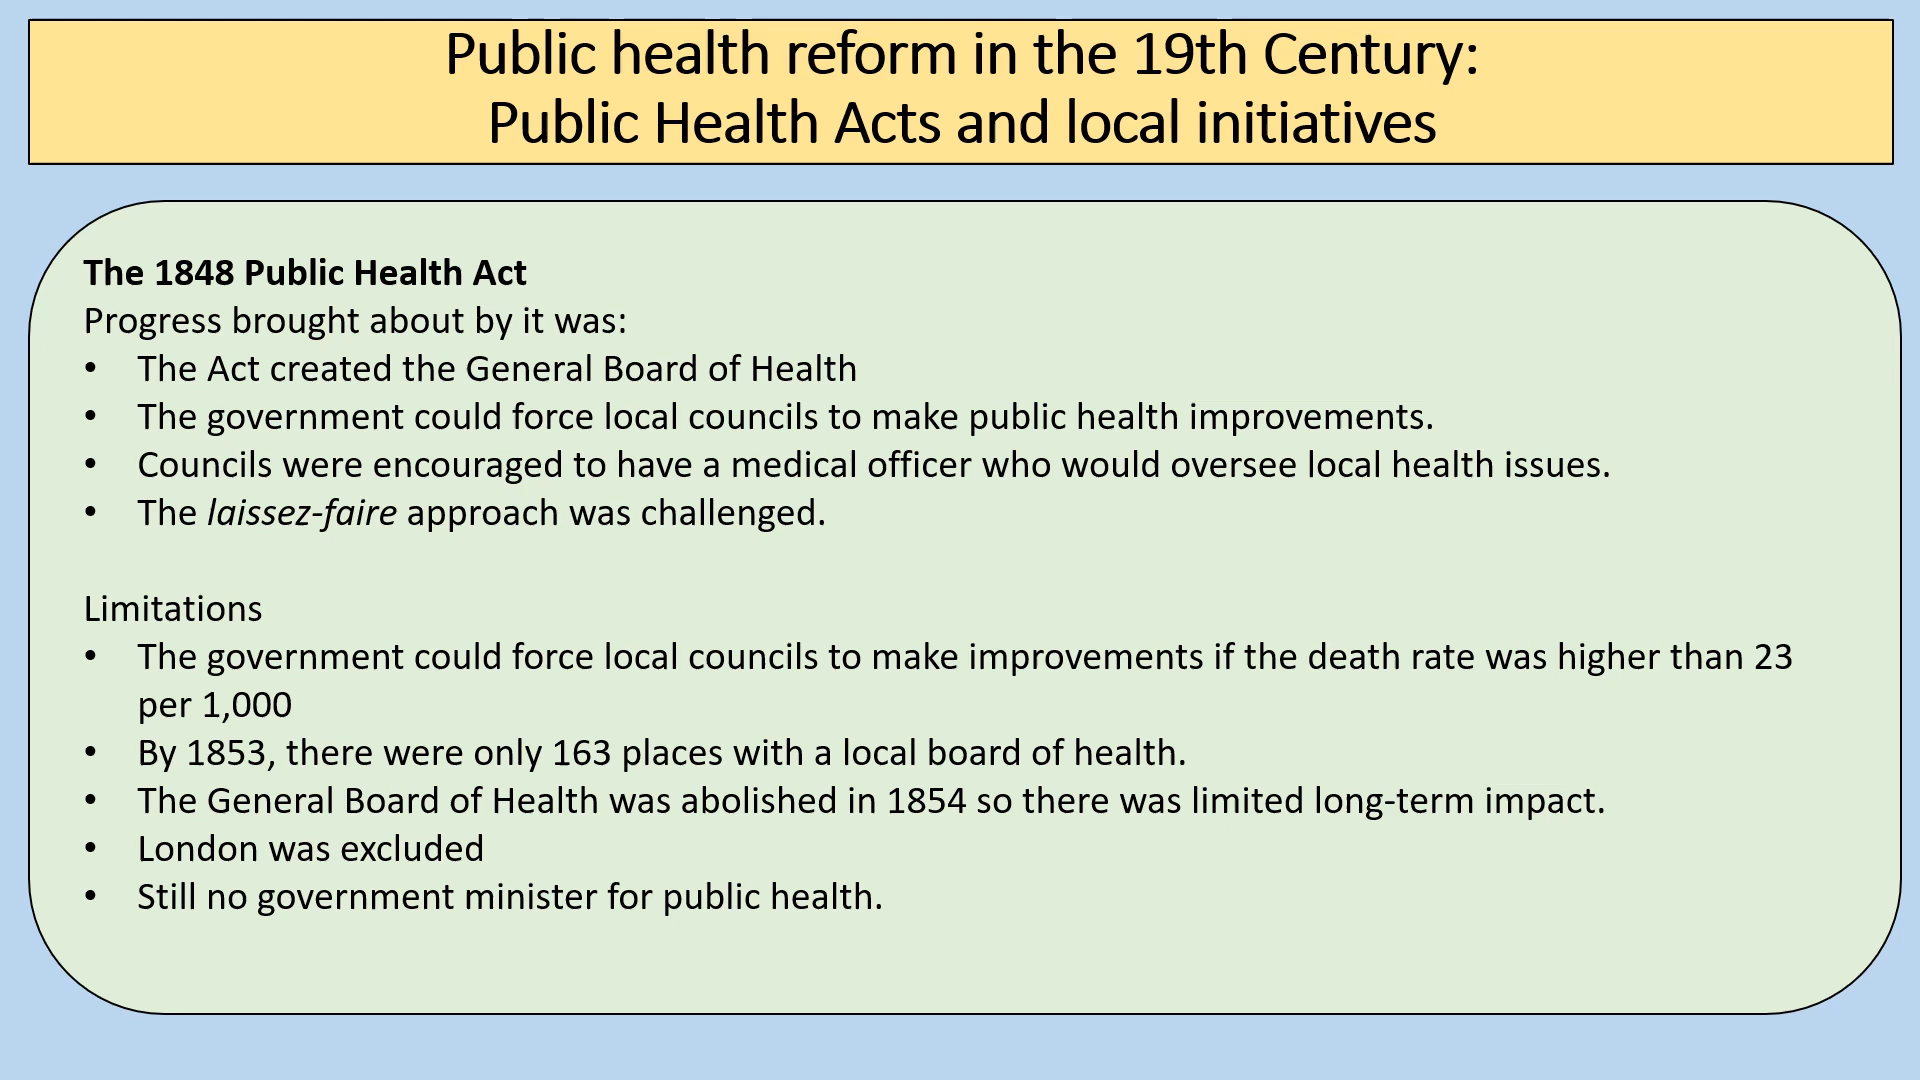 Public health reform in the 19th Century:
Public Health Acts and local initiatives
The 1848 Public Health Act
Progress brought about by it was:
• The Act created the General Board of Health
• The government could force local councils to make public health improvements.
• Councils were encouraged to have a medical officer who would oversee local health issues.
• The laissez-faire approach was challenged.
Limitations
• The government could force local councils to make improvements if the death rate was higher than 23
per 1,000
• By 1853, there were only 163 places with a local board of health.
• The General Board of Health was abolished in 1854 so there was limited long-term impact.
• London was excluded
• Still no government minister for public health.